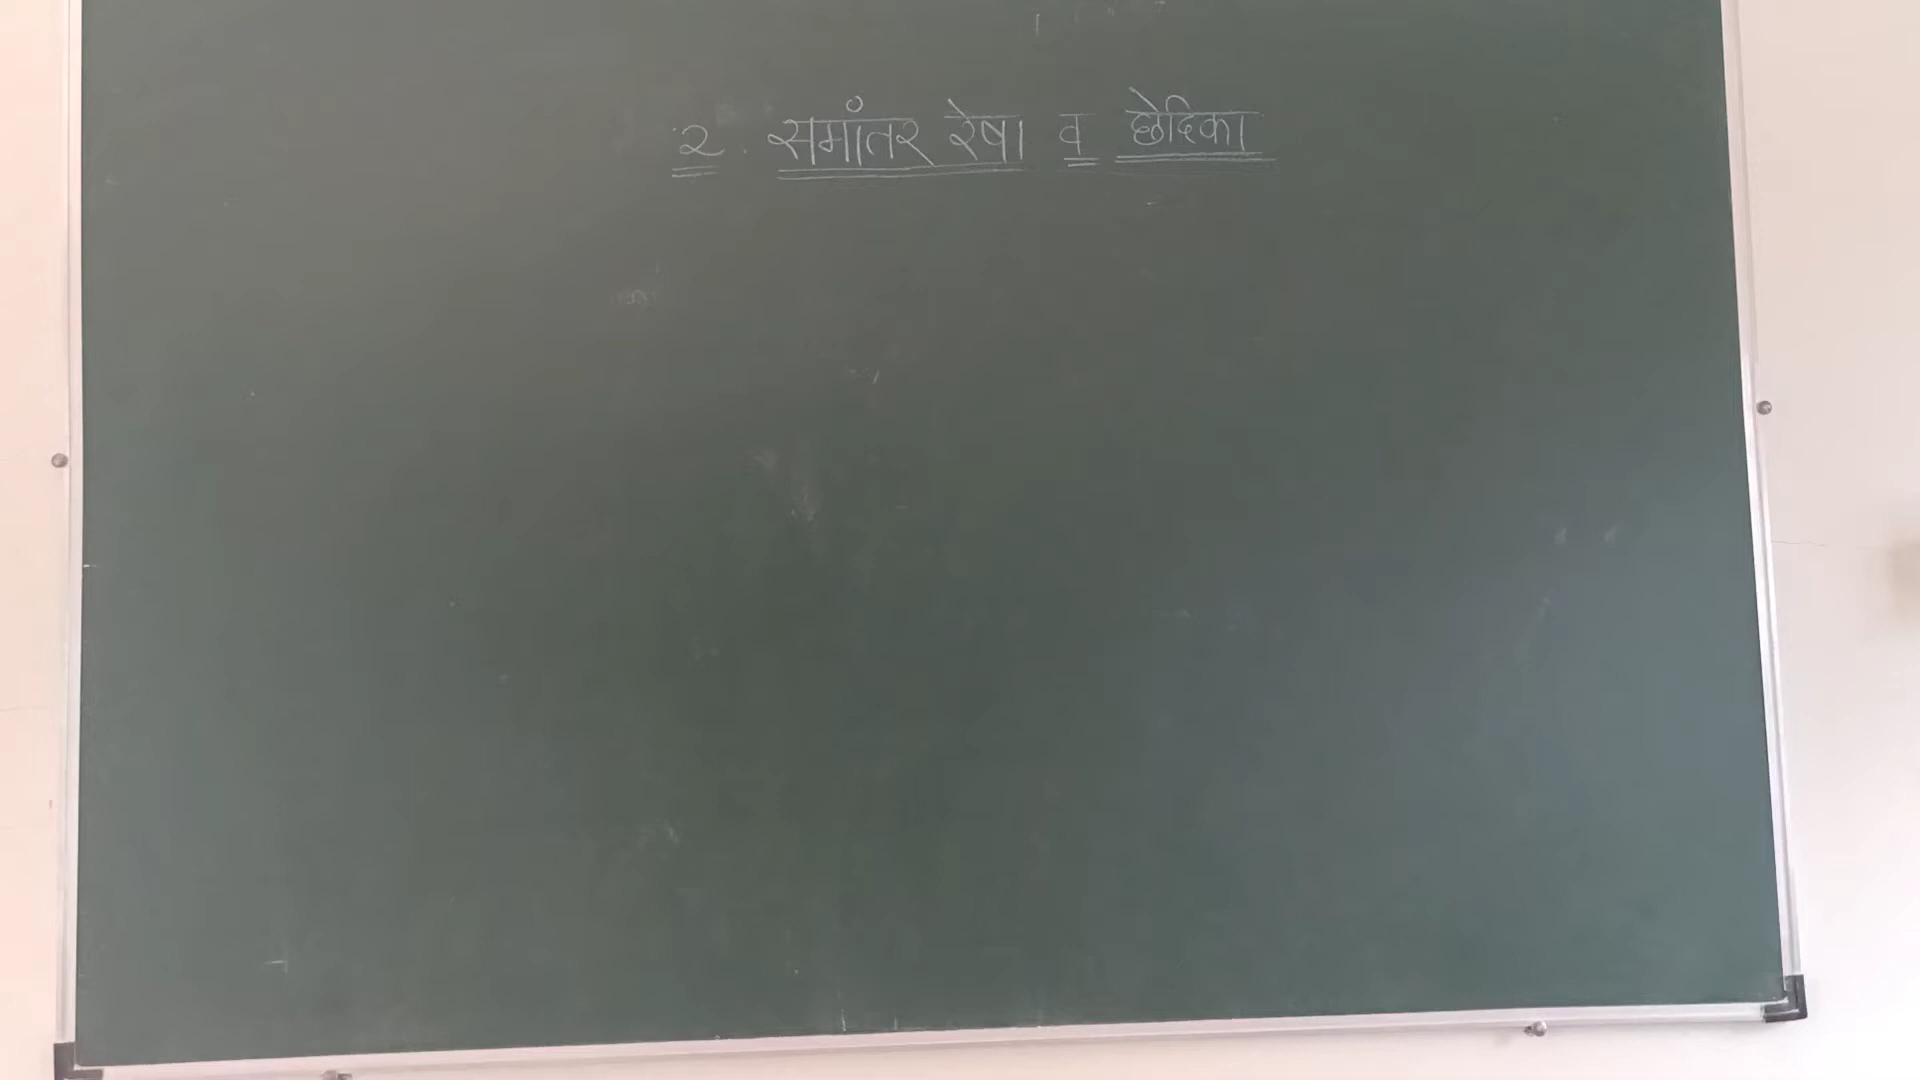 २. समांतर रेषा व छेदिका